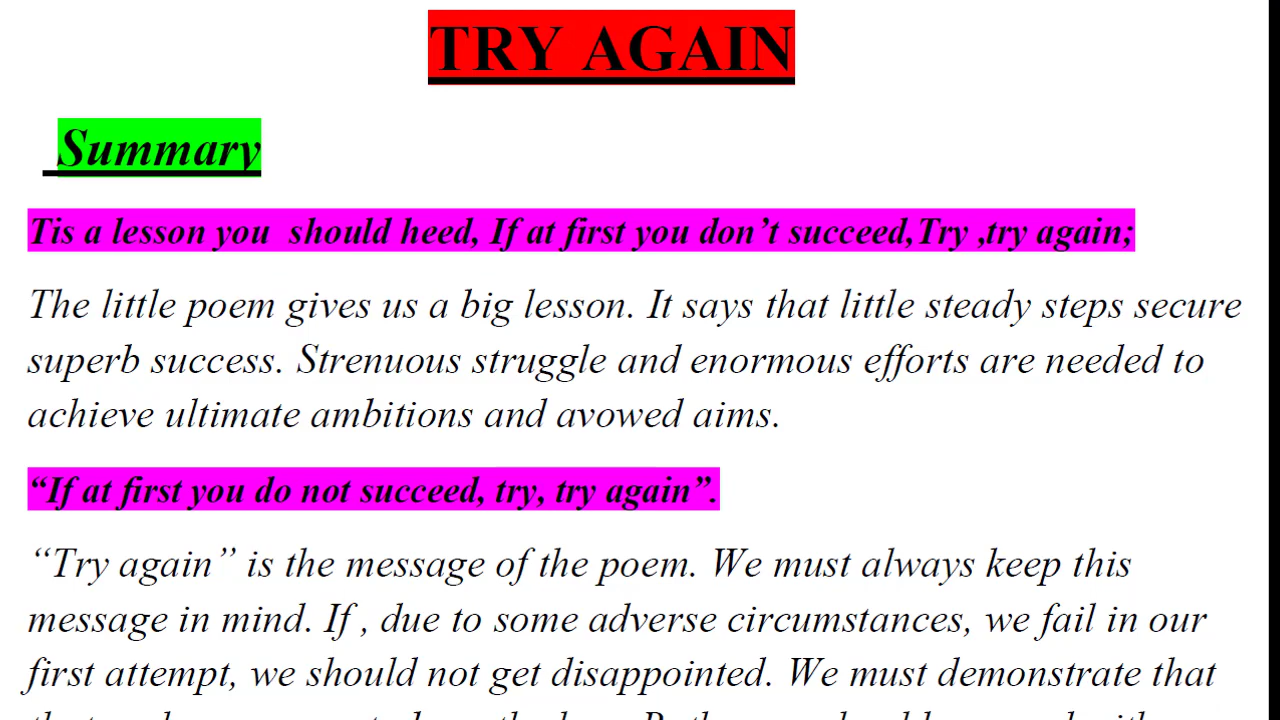 TRY AGAIN
Summary
Tis a lesson you  should heed, If at first you don’t succeed,Try ,try again;
The little poem gives us a big lesson. It says that little steady steps secure
superb success. Strenuous struggle and enormous efforts are needed to
achieve ultimate ambitions and avowed aims.
“If at first you do not succeed, try, try again”.
“Try again” is the message of the poem. We must always keep this
message in mind. If , due to some adverse circumstances, we fail in our
first attempt, we should not get disappointed. We must demonstrate that